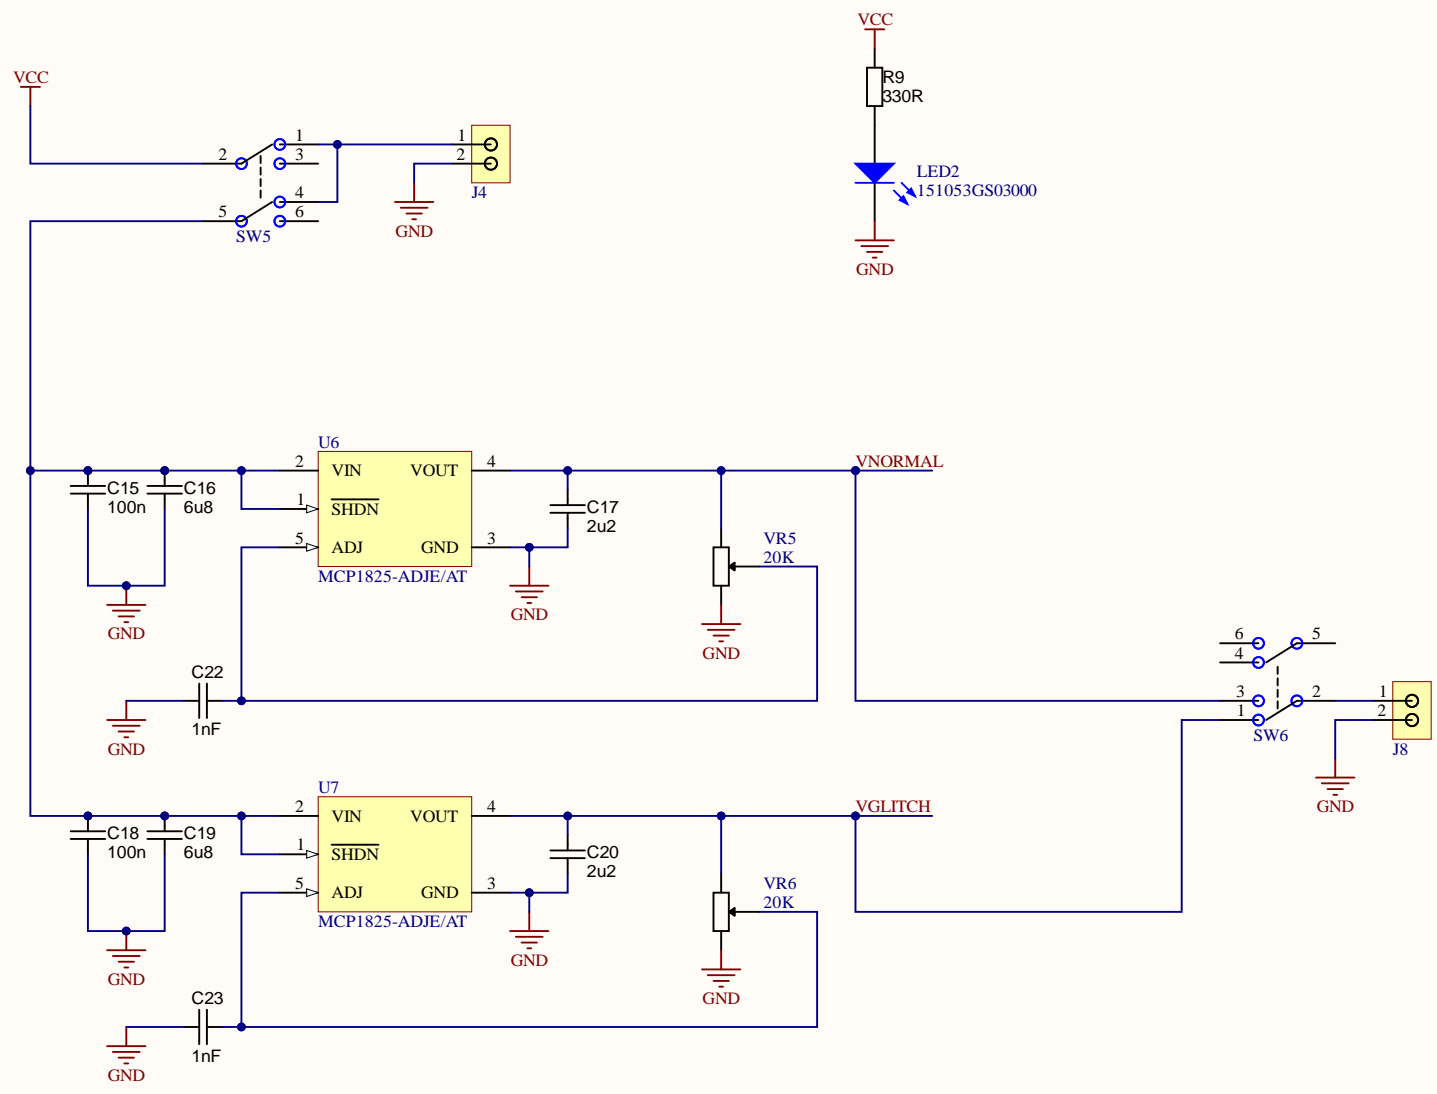 VCC
R9
330R
LED2
151053GS03000
GND
VCC
2
1
3
5
4
6
SW5
1
2
J4
GND
U6
2
VIN
VOUT
4
1
SHDN
5
ADJ
GND
3
MCP1825-ADJE/AT
C15
100n
C16
6u8
GND
C17
2u2
GND
VNORMAL
VR5
20K
GND
C22
1nF
GND
6
5
4
3
2
1
SW6
1
2
J8
GND
U7
2
VIN
VOUT
4
1
SHDN
5
ADJ
GND
3
MCP1825-ADJE/AT
C18
100n
C19
6u8
GND
C20
2u2
GND
VGLITCH
VR6
20K
GND
C23
1nF
GND